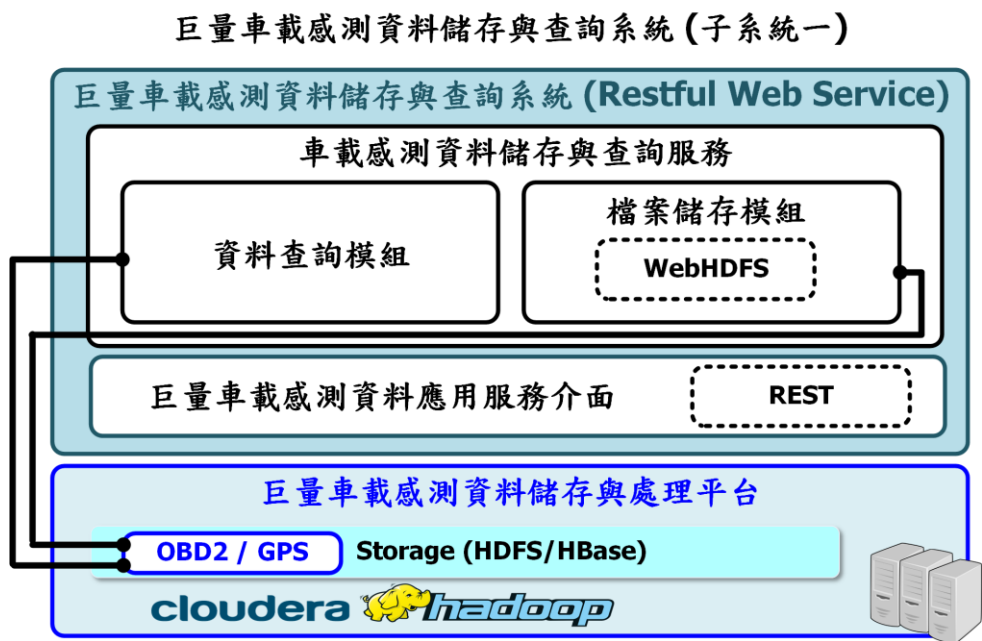 巨量車載感測資料儲存與查詢系統 (子系統一)
巨量車載感測資料儲存與查詢系統 (Restful Web Service)
車載感測資料儲存與查詢服務
資料查詢模組
檔案儲存模組
WebHDFS
巨量車載感測資料應用服務介面
REST
巨量車載感測資料儲存與處理平台
OBD2 / GPS
Storage (HDFS/HBase)
cloudera
hadoop